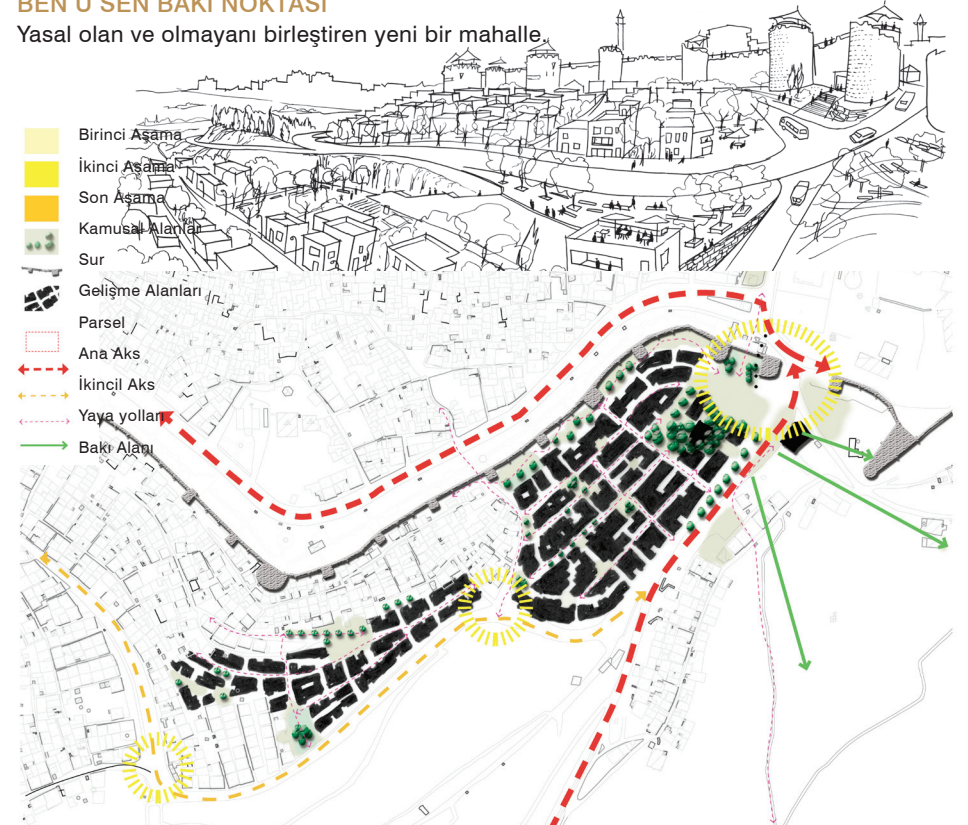 BEN U SEN BAKI NOKTASI
Yasal olan ve olmayanı birleştiren yeni bir mahalle.
Birinci Aşama
İkinci Aşama
Son Aşama
Kamusal Alanlar
Sur
Gelişme Alanları
Parsel
Ana Aks
İkincil Aks
Yaya yolları
Bakı Alanı